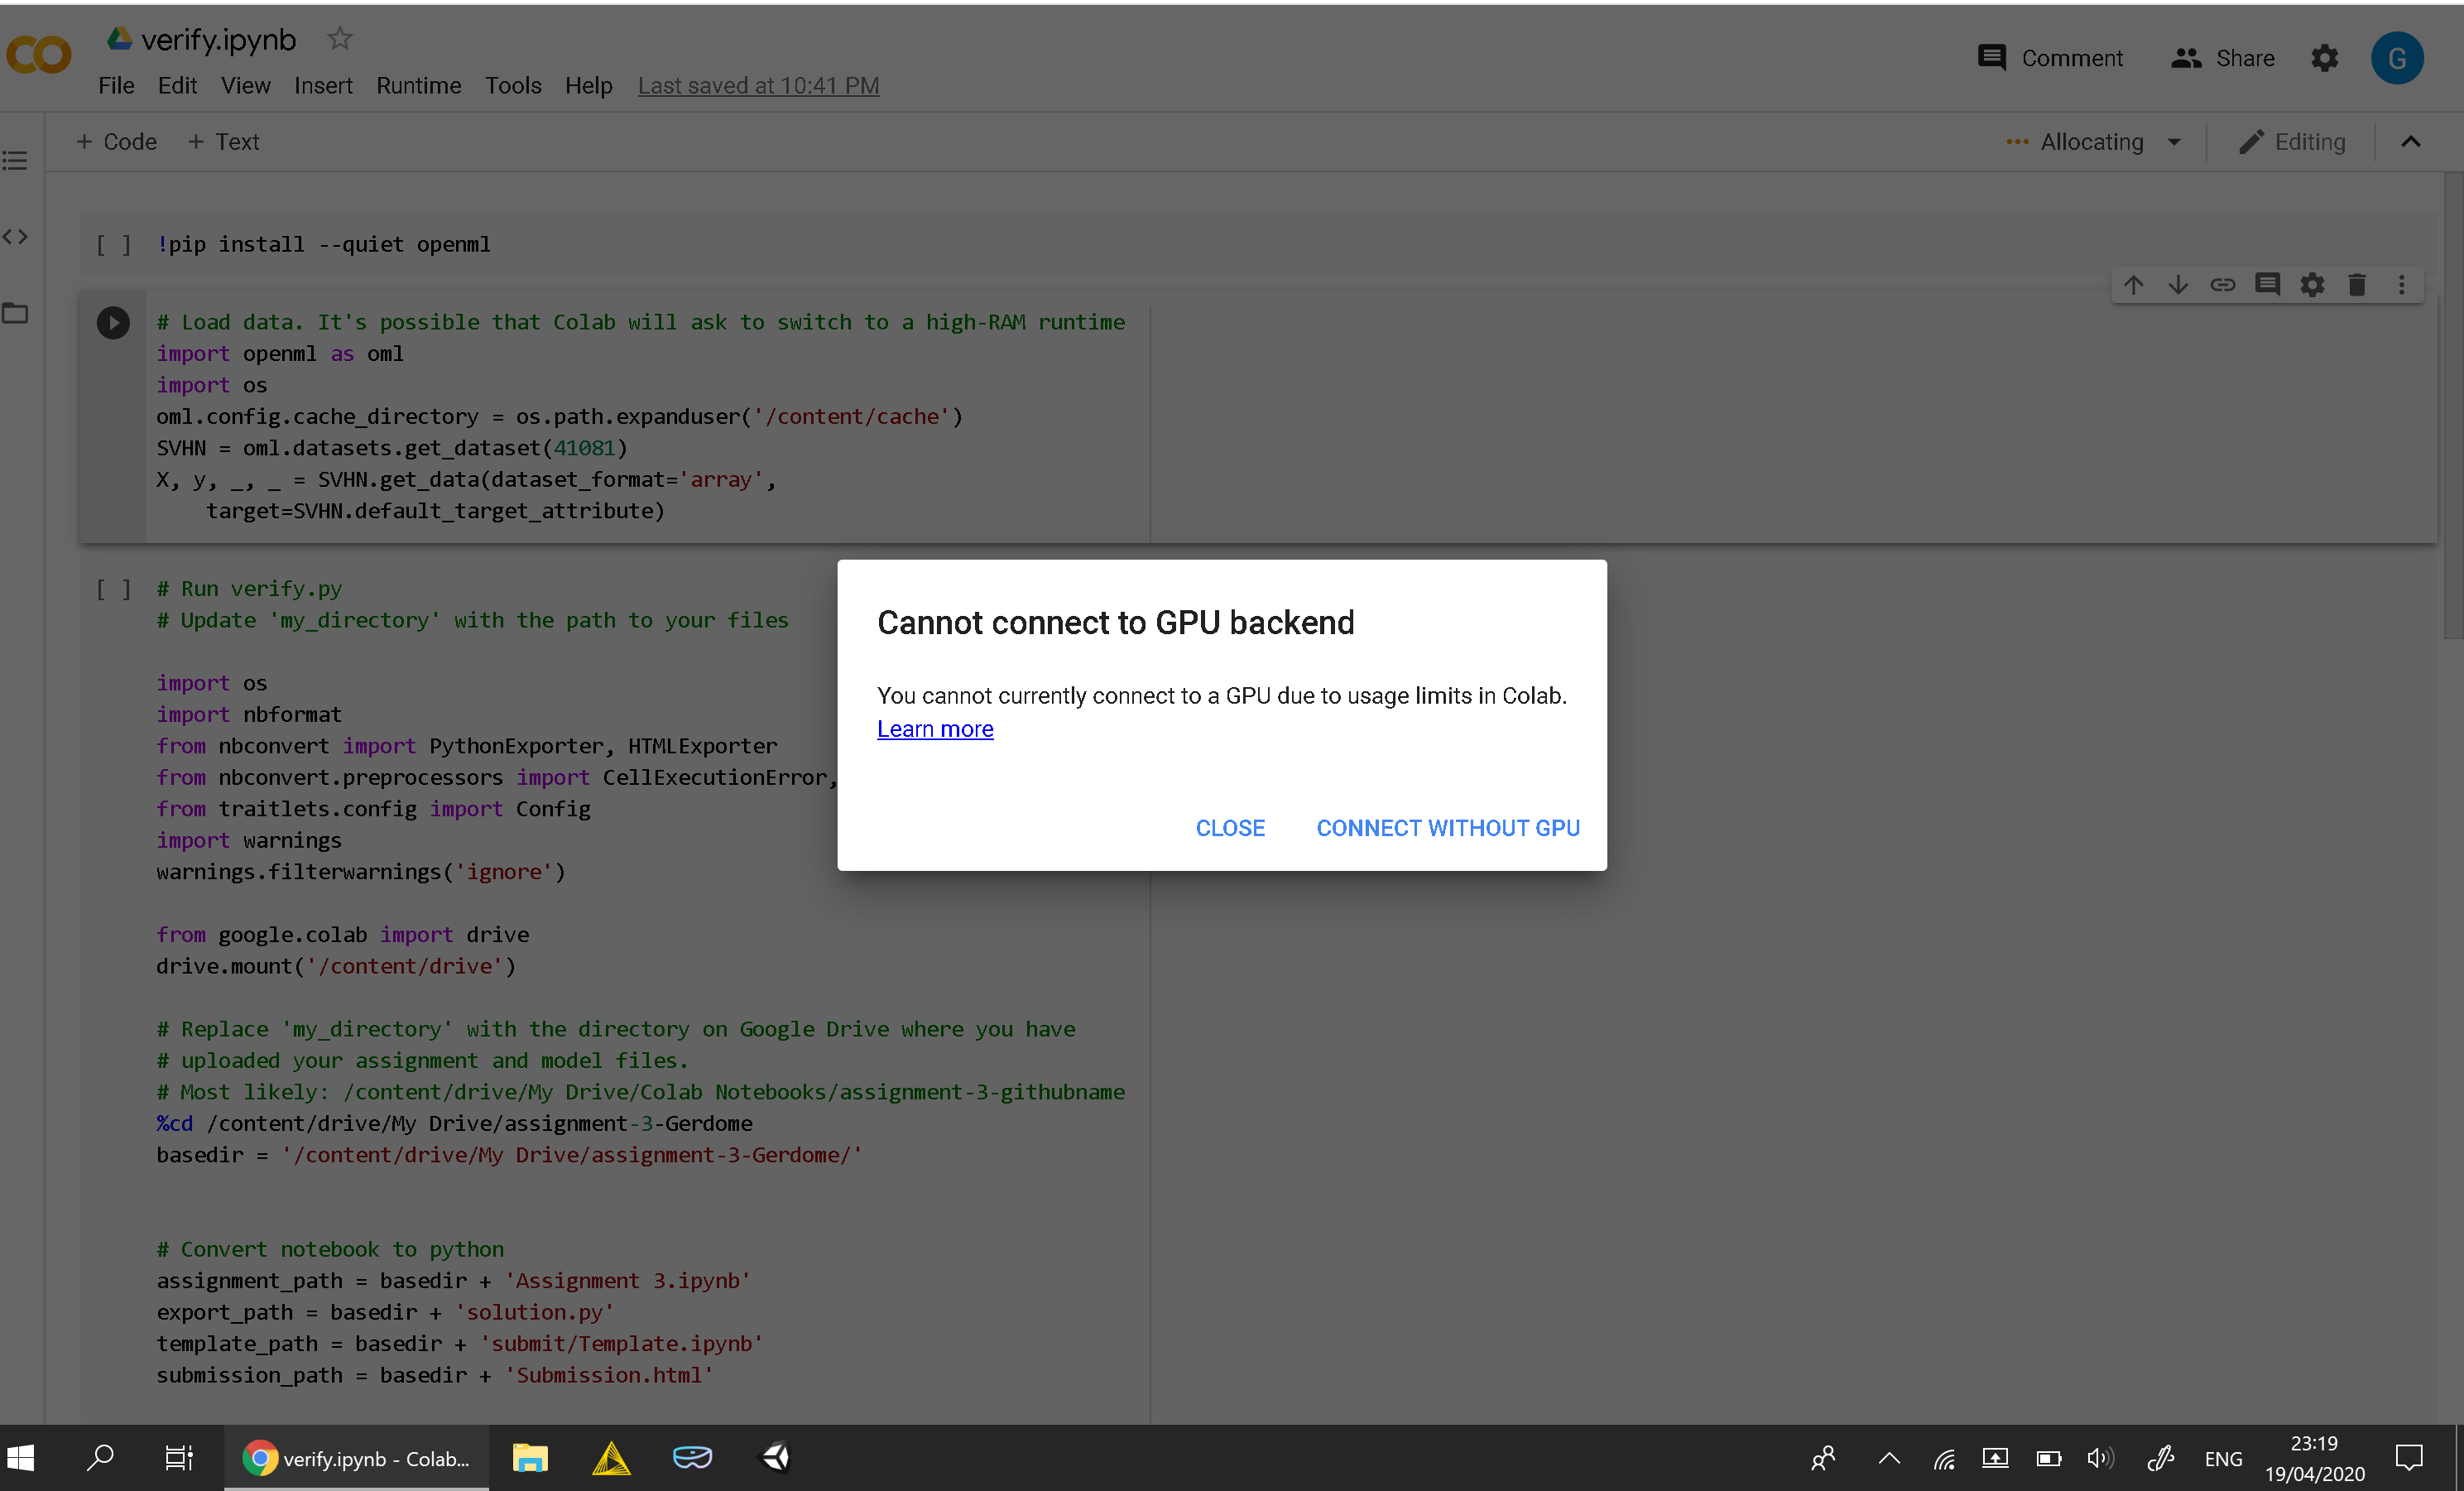 verify.ipynb
Comment
Share
G
File Edit View Insert Runtime Tools Help Last saved at 10:41 PM
+ Code + Text
Allocating
Editing
[ ] !pip install --quiet openml
# Load data. It's possible that Colab will ask to switch to a high-RAM runtime
import openml as oml
import os
oml.config.cache_directory = os.path.expanduser('/content/cache')
SVHN = oml.datasets.get_dataset(41081)
X, y, _, _ = SVHN.get_data(dataset_format='array',
    target=SVHN.default_target_attribute)
[ ] # Run verify.py
# Update 'my_directory' with the path to your files
import os
import nbformat
from nbconvert import PythonExporter, HTMLExporter
from nbconvert.preprocessors import CellExecutionError,
from traitlets.config import Config
import warnings
warnings.filterwarnings('ignore')
from google.colab import drive
drive.mount('/content/drive')
# Replace 'my_directory' with the directory on Google Drive where you have
# uploaded your assignment and model files.
# Most likely: /content/drive/My Drive/Colab Notebooks/assignment-3-githubname
%cd /content/drive/My Drive/assignment-3-Gerdome
basedir = '/content/drive/My Drive/assignment-3-Gerdome/'
# Convert notebook to python
assignment_path = basedir + 'Assignment 3.ipynb'
export_path = basedir + 'solution.py'
template_path = basedir + 'submit/Template.ipynb'
submission_path = basedir + 'Submission.html'
Cannot connect to GPU backend
You cannot currently connect to a GPU due to usage limits in Colab.
Learn more
CLOSE CONNECT WITHOUT GPU
verify.ipynb - Colab...
ENG
23:19
19/04/2020